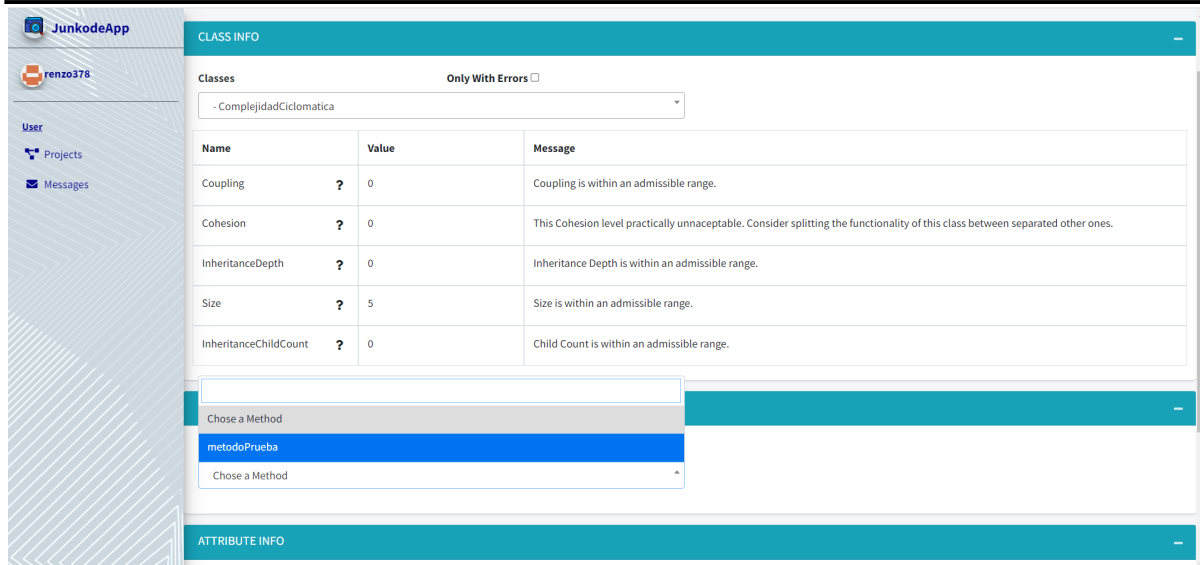 JunkodeApp
renzo378
User
Projects
Messages
CLASS INFO
Classes Only With Errors
- ComplejidadCiclomatica
Name Value Message
Coupling ? 0 Coupling is within an admissible range.
Cohesion ? 0 This Cohesion level practically unnaceptable. Consider splitting the functionality of this class between separated other ones.
InheritanceDepth ? 0 Inheritance Depth is within an admissible range.
Size ? 5 Size is within an admissible range.
InheritanceChildCount ? 0 Child Count is within an admissible range.
Chose a Method
metodoPrueba
Chose a Method
ATTRIBUTE INFO